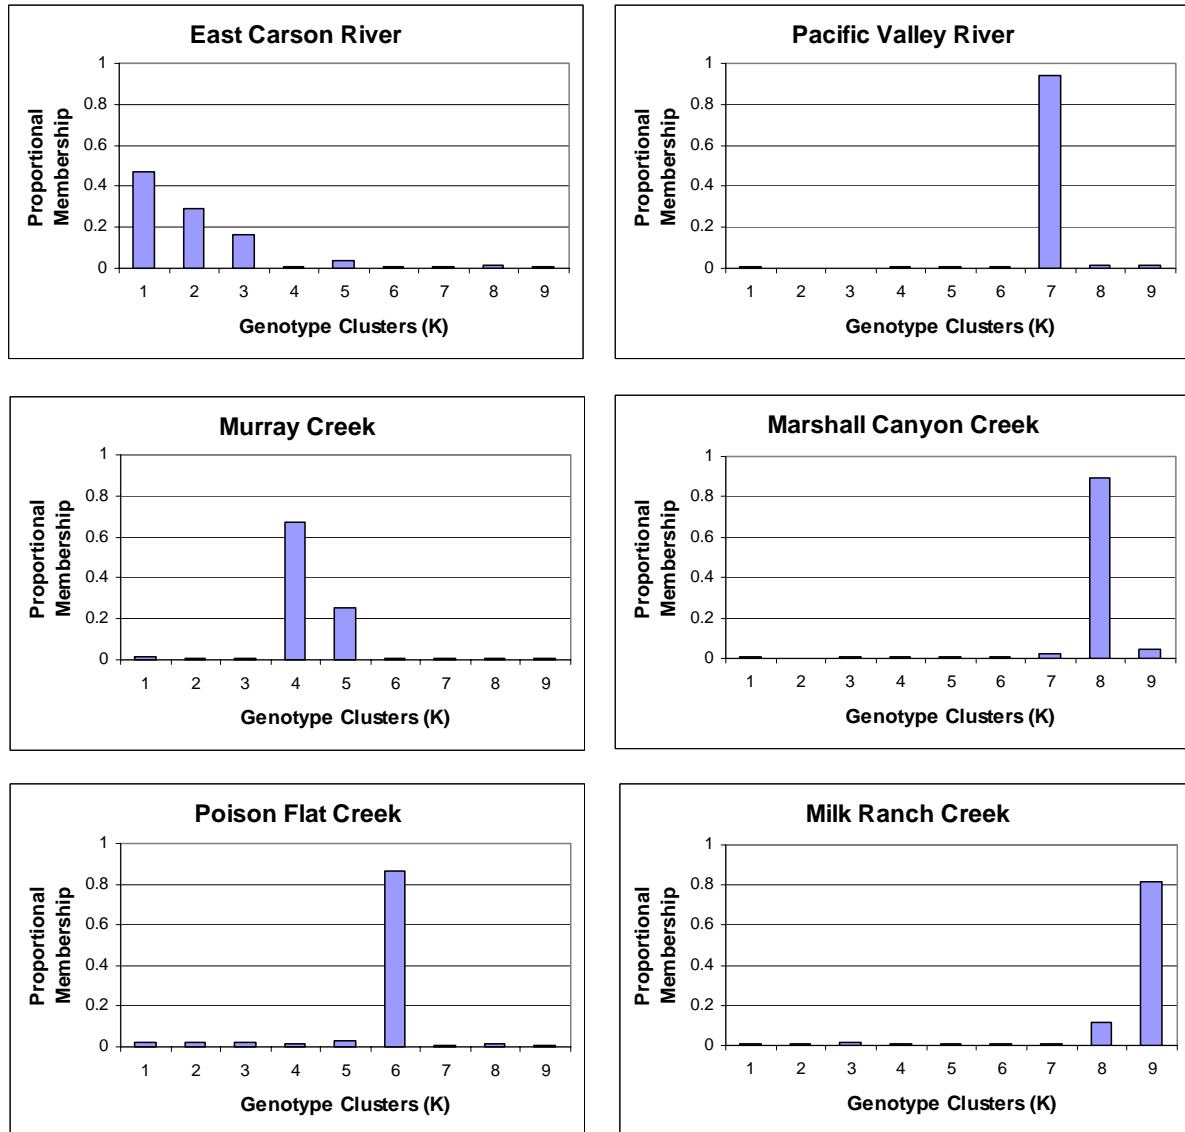 East Carson River
1
0.8
0.6
0.4
0.2
0
Proportional
Membership
1 2 3 4 5 6 7 8 9
Genotype Clusters (K)
Pacific Valley River
1
0.8
0.6
0.4
0.2
0
Proportional
Membership
1 2 3 4 5 6 7 8 9
Genotype Clusters (K)
Murray Creek
1
0.8
0.6
0.4
0.2
0
Proportional
Membership
1 2 3 4 5 6 7 8 9
Genotype Clusters (K)
Marshall Canyon Creek
1
0.8
0.6
0.4
0.2
0
Proportional
Membership
1 2 3 4 5 6 7 8 9
Genotype Clusters (K)
Poison Flat Creek
1
0.8
0.6
0.4
0.2
0
Proportional
Membership
1 2 3 4 5 6 7 8 9
Genotype Clusters (K)
Milk Ranch Creek
1
0.8
0.6
0.4
0.2
0
Proportional
Membership
1 2 3 4 5 6 7 8 9
Genotype Clusters (K)